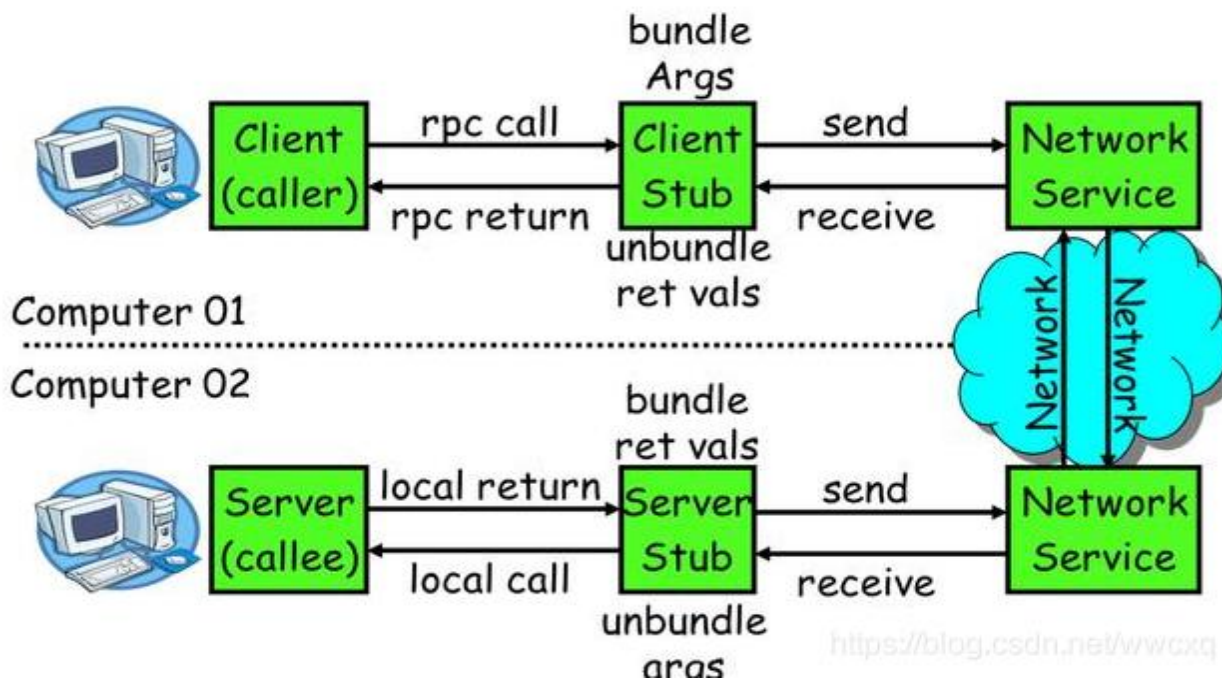 bundle
Args
Client
(caller)
rpc call
rpc return
Client
Stub
unbundle
ret vals
send
receive
Network
Service
Computer 01
Network
Network
Computer 02
bundle
ret vals
Server
(callee)
local return
local call
Server
Stub
unbundle
args
send
receive
Network
Service
https://blog.csdn.net/wwcxq